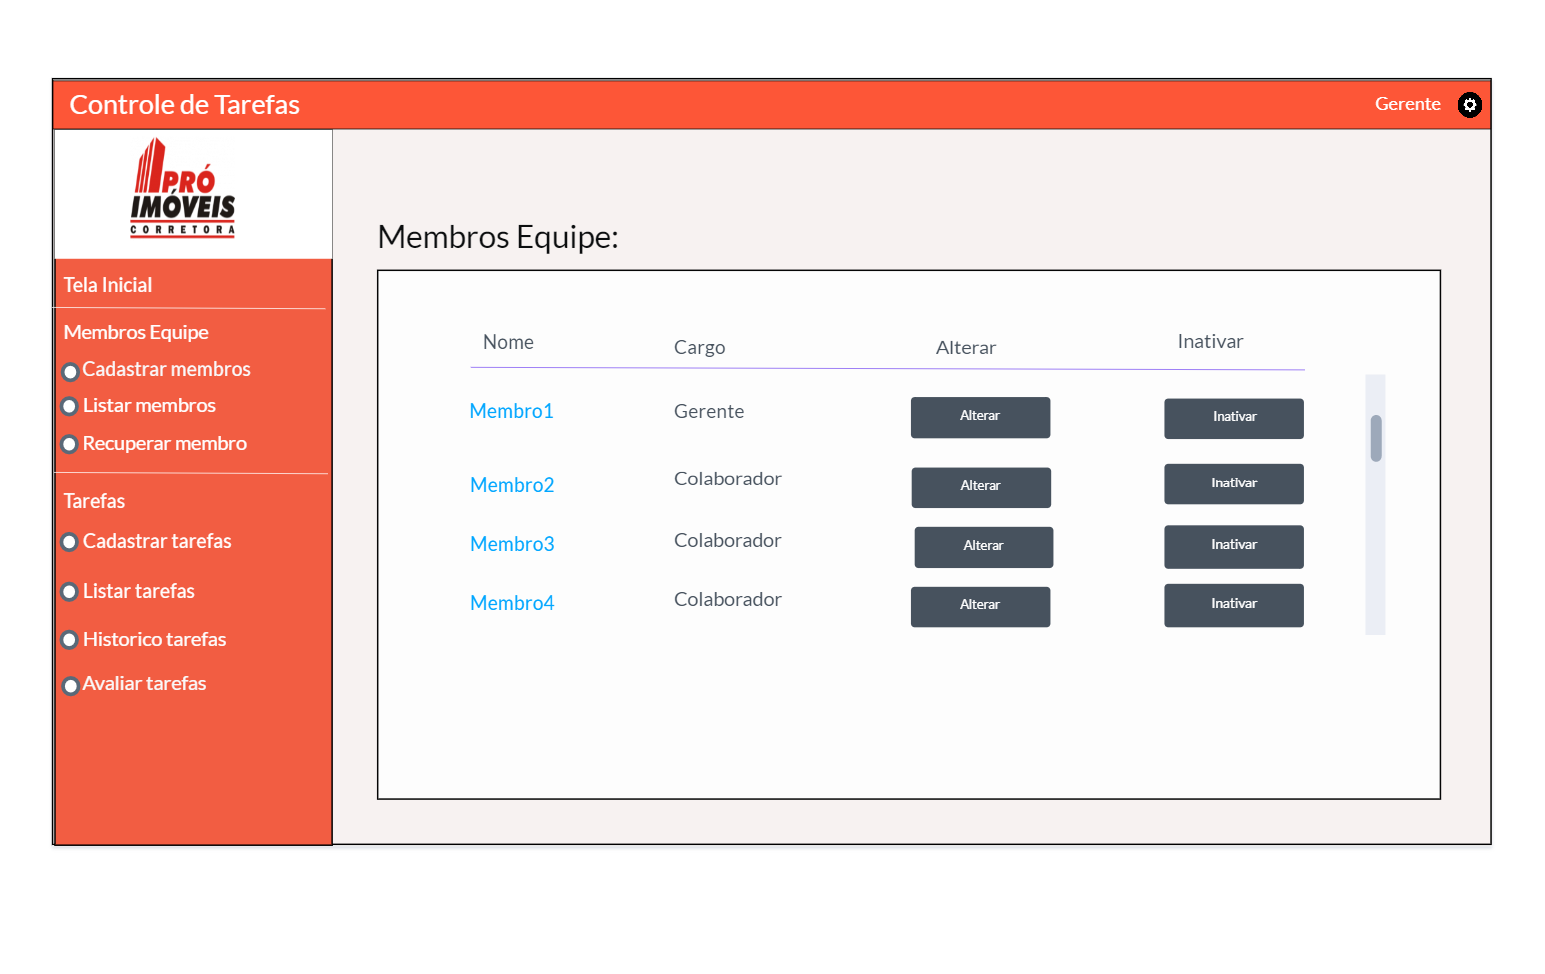 Controle de Tarefas
Gerente
PRÓ
IMÓVEIS
CORRETORA
Tela Inicial
Membros Equipe
Cadastrar membros
Listar membros
Recuperar membro
Tarefas
Cadastrar tarefas
Listar tarefas
Historico tarefas
Avaliar tarefas
Membros Equipe:
Nome Cargo Alterar Inativar
Membro1 Gerente Alterar Inativar
Membro2 Colaborador Alterar Inativar
Membro3 Colaborador Alterar Inativar
Membro4 Colaborador Alterar Inativar